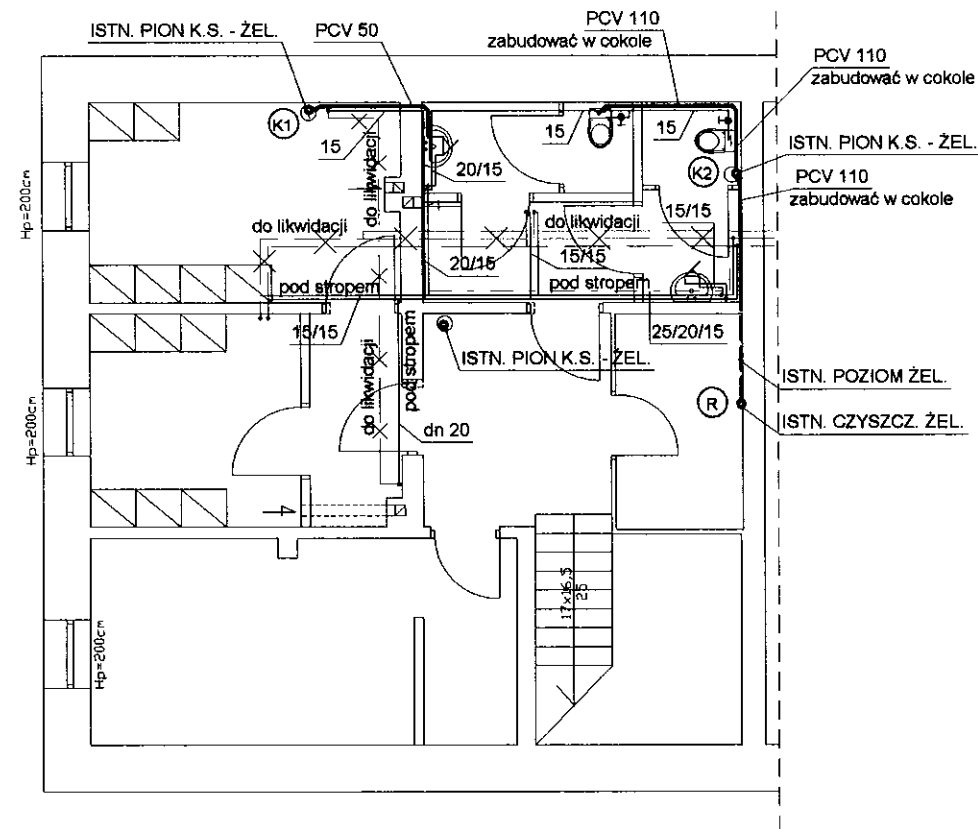 ISTN. PION K.S. - ŻEL.
PCV 50
PCV 110
zabudować w cokole
PCV 110
zabudować w cokole
K1
15
15
15
ISTN. PION K.S. - ŻEL.
K2
PCV 110
zabudować w cokole
Hp=200cm
do likwidacji
20/15
do likwidacji
do likwidacji
15/15
20/15
15/15
pod stropem
pod stropem
15/15
25/20/15
pod stropem
ISTN. PION K.S. - ŻEL.
do likwidacji
ISTN. POZIOM ŻEL.
R
ISTN. CZYSZCZ. ŻEL.
Hp=200cm
dn 20
17x16,5
25
Hp=200cm